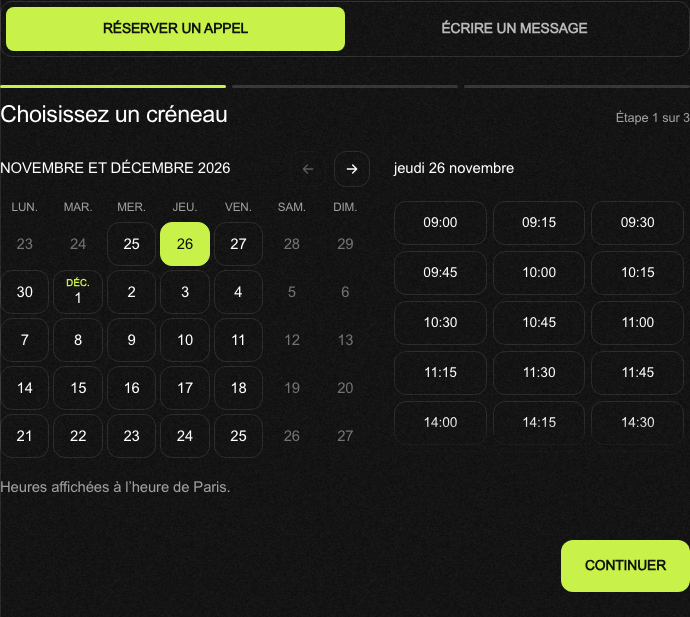 RÉSERVER UN APPEL
ÉCRIRE UN MESSAGE
Choisissez un créneau
Étape 1 sur 3
NOVEMBRE ET DÉCEMBRE 2026
← →
LUN. MAR. MER. JEU. VEN. SAM. DIM.
23 24 25 26 27 28 29
30 DÉC. 1 2 3 4 5 6
7 8 9 10 11 12 13
14 15 16 17 18 19 20
21 22 23 24 25 26 27
Heures affichées à l’heure de Paris.
jeudi 26 novembre
09:00 09:15 09:30
09:45 10:00 10:15
10:30 10:45 11:00
11:15 11:30 11:45
14:00 14:15 14:30
CONTINUER